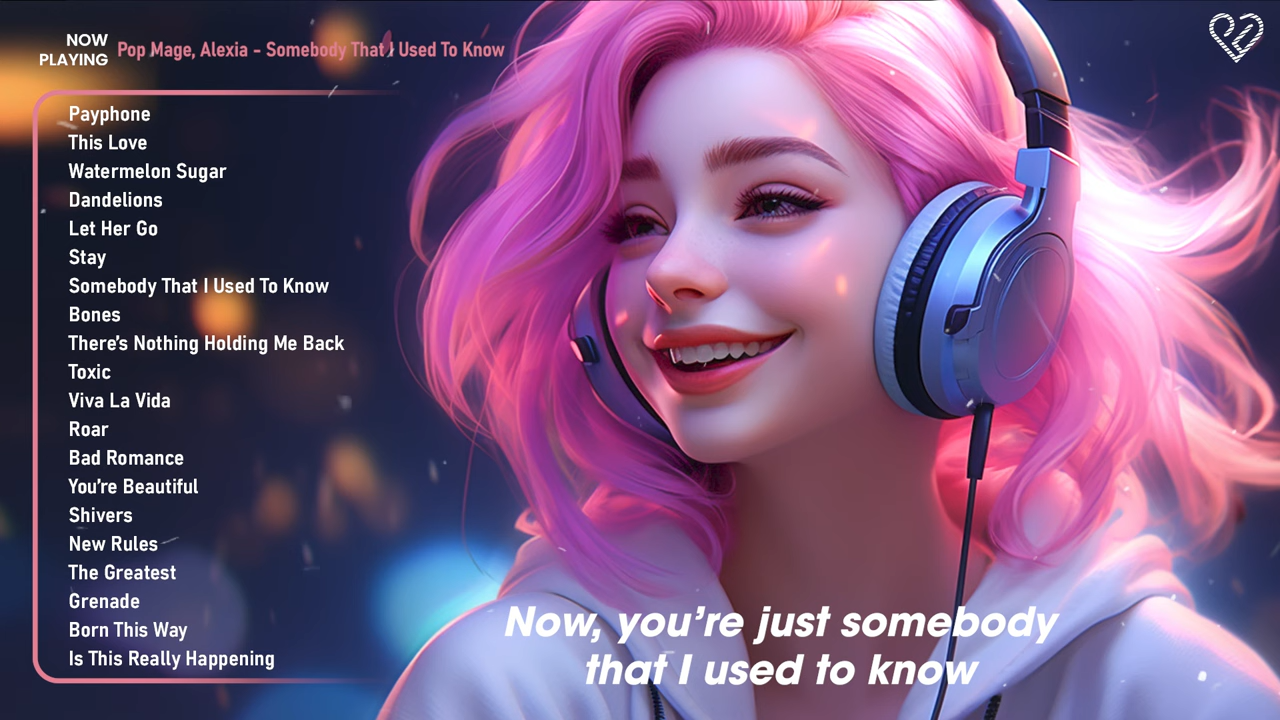 NOW
PLAYING
Pop Mage, Alexia - Somebody That I Used To Know
Payphone
This Love
Watermelon Sugar
Dandelions
Let Her Go
Stay
Somebody That I Used To Know
Bones
There’s Nothing Holding Me Back
Toxic
Viva La Vida
Roar
Bad Romance
You’re Beautiful
Shivers
New Rules
The Greatest
Grenade
Born This Way
Is This Really Happening
Now, you’re just somebody
that I used to know